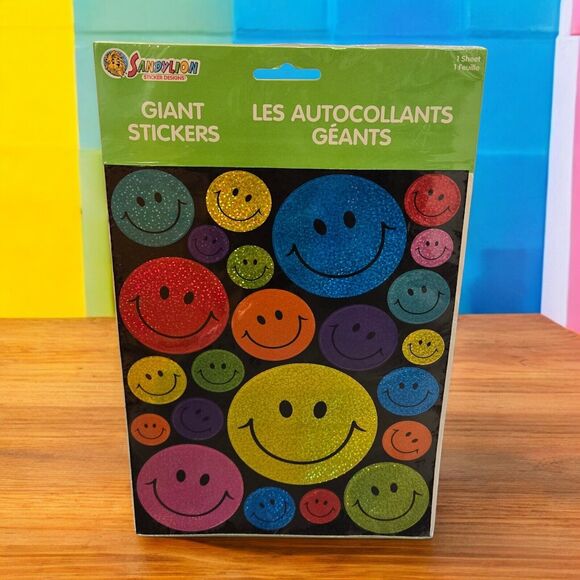 SANDYLION
STICKER DESIGNS
1 Sheet
1 Feuille
GIANT
STICKERS
LES AUTOCOLLANTS
GÉANTS